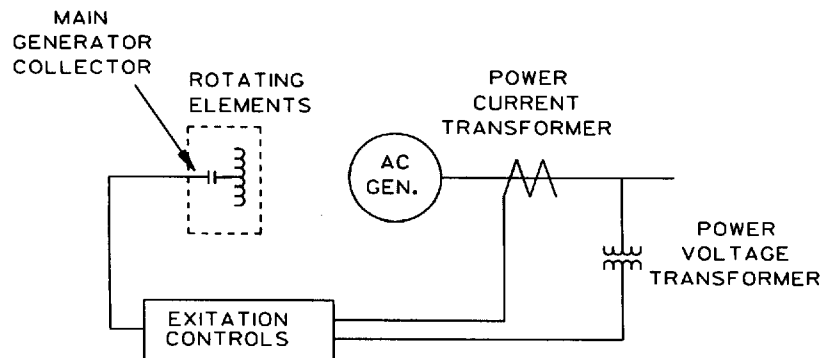 MAIN
GENERATOR
COLLECTOR
ROTATING
ELEMENTS
POWER
CURRENT
TRANSFORMER
AC
GEN.
POWER
VOLTAGE
TRANSFORMER
EXITATION
CONTROLS